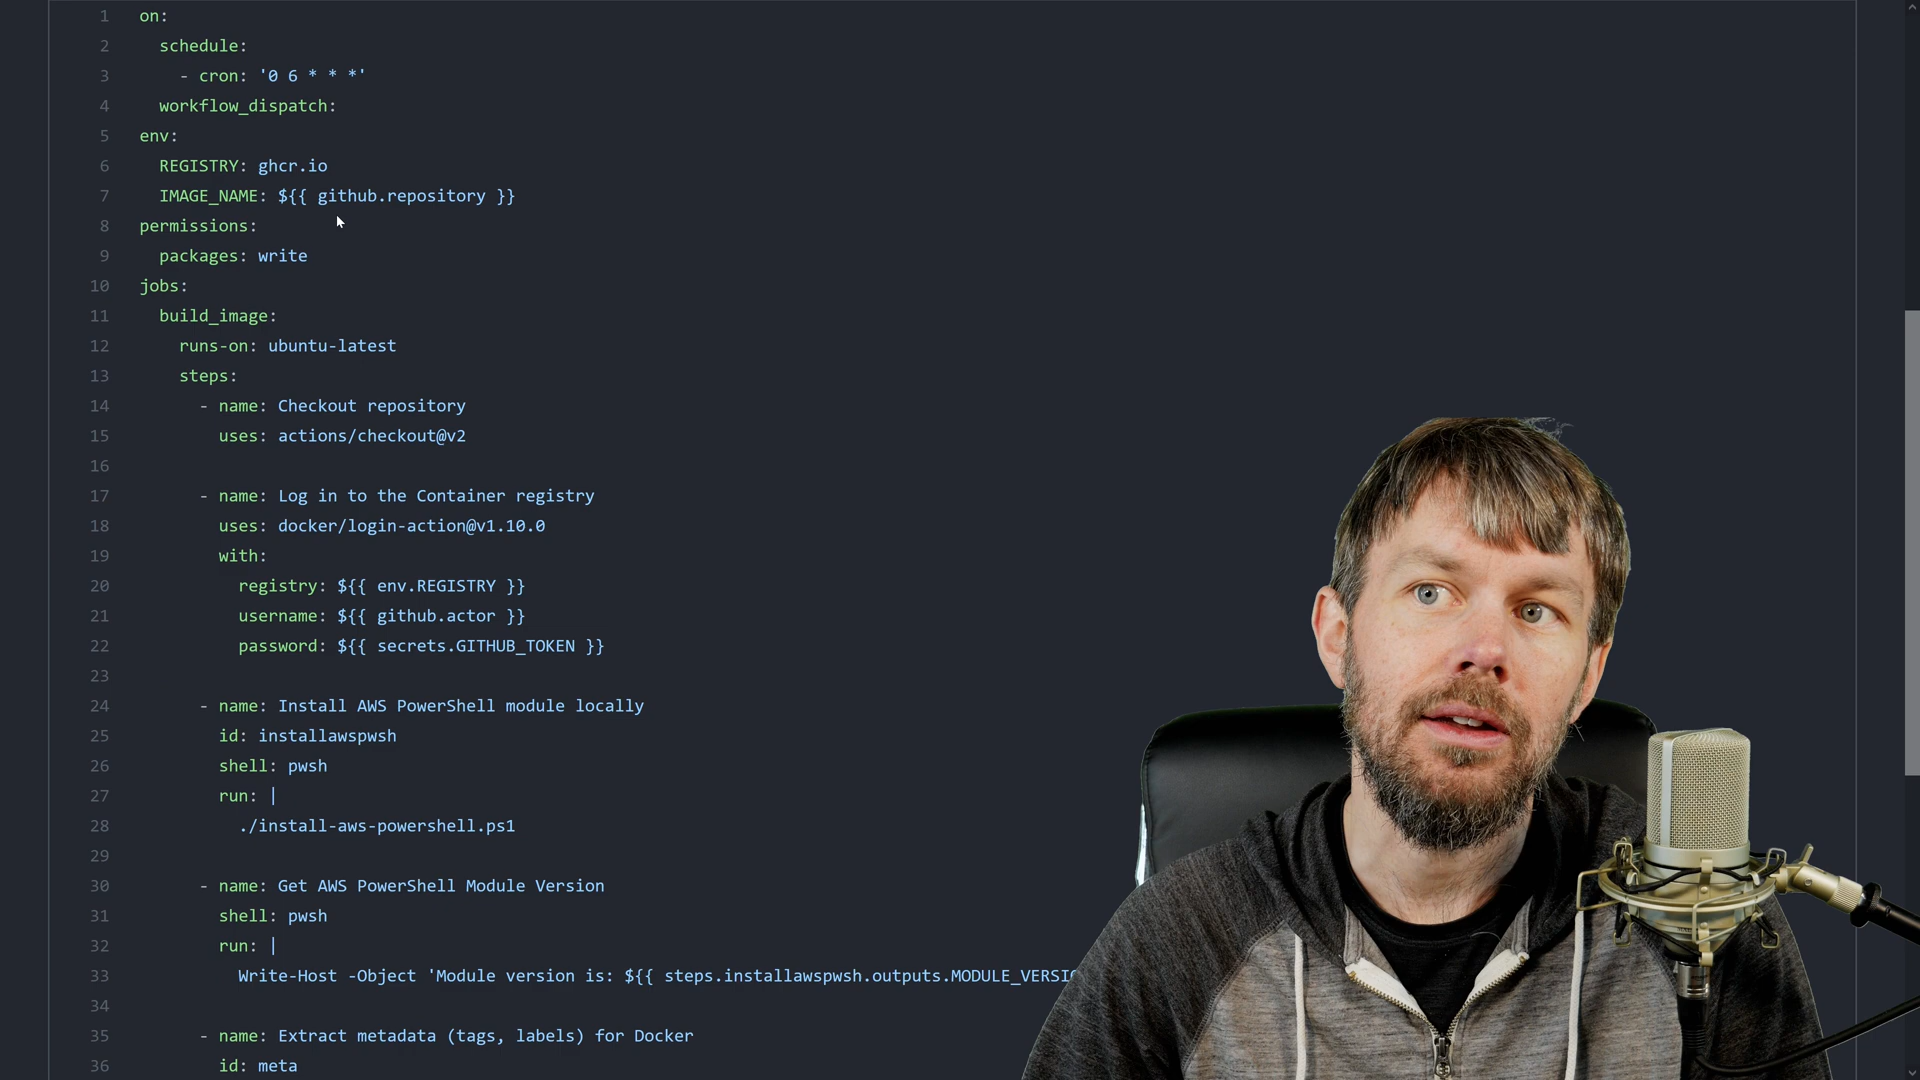 1 on:
2 schedule:
3 - cron: '0 6 * * *'
4 workflow_dispatch:
5 env:
6 REGISTRY: ghcr.io
7 IMAGE_NAME: ${{ github.repository }}
8 permissions:
9 packages: write
10 jobs:
11 build_image:
12 runs-on: ubuntu-latest
13 steps:
14 - name: Checkout repository
15 uses: actions/checkout@v2
16
17 - name: Log in to the Container registry
18 uses: docker/login-action@v1.10.0
19 with:
20 registry: ${{ env.REGISTRY }}
21 username: ${{ github.actor }}
22 password: ${{ secrets.GITHUB_TOKEN }}
23
24 - name: Install AWS PowerShell module locally
25 id: installawspwsh
26 shell: pwsh
27 run: |
28 ./install-aws-powershell.ps1
29
30 - name: Get AWS PowerShell Module Version
31 shell: pwsh
32 run: |
33 Write-Host -Object 'Module version is: ${{ steps.installawspwsh.outputs.MODULE_VERSI
34
35 - name: Extract metadata (tags, labels) for Docker
36 id: meta